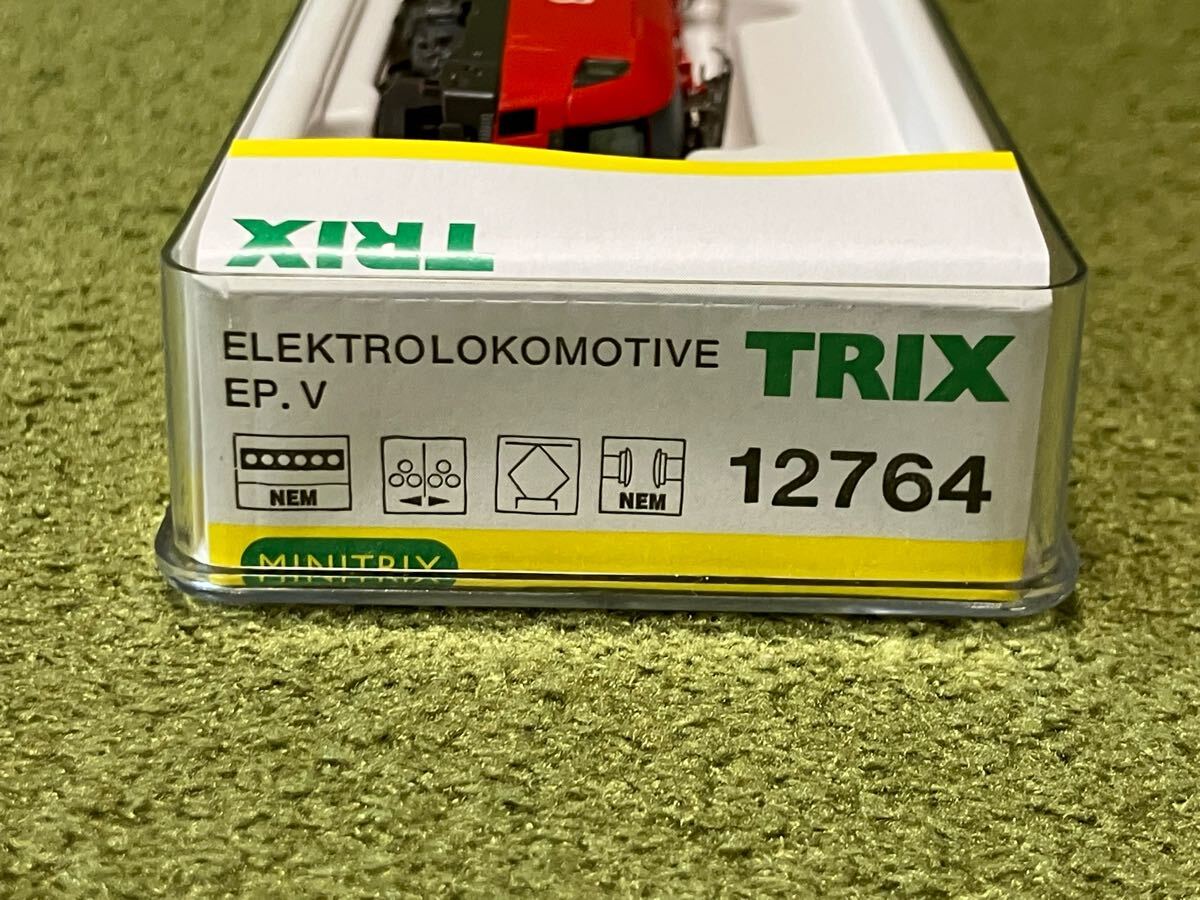 TRIX
ELEKTROLOKOMOTIVE
EP. V
TRIX
NEM
NEM
12764
MINITRIX